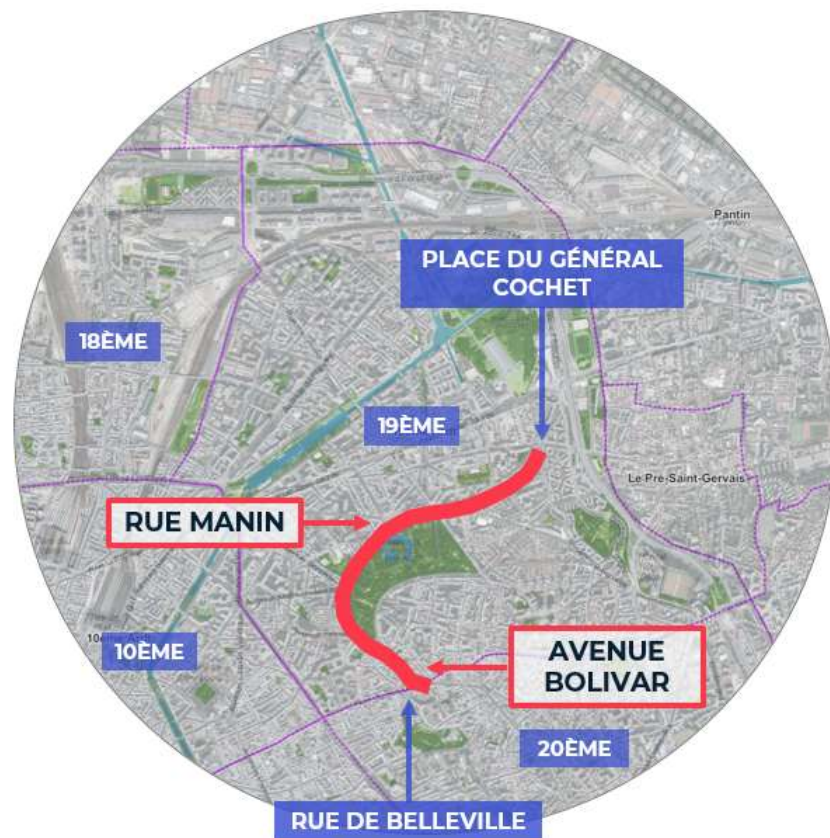 Pantin
PLACE DU GÉNÉRAL
COCHET
18ÈME
19ÈME
Le Pré-Saint-Gervais
RUE MANIN
10ÈME
AVENUE
BOLIVAR
20ÈME
RUE DE BELLEVILLE